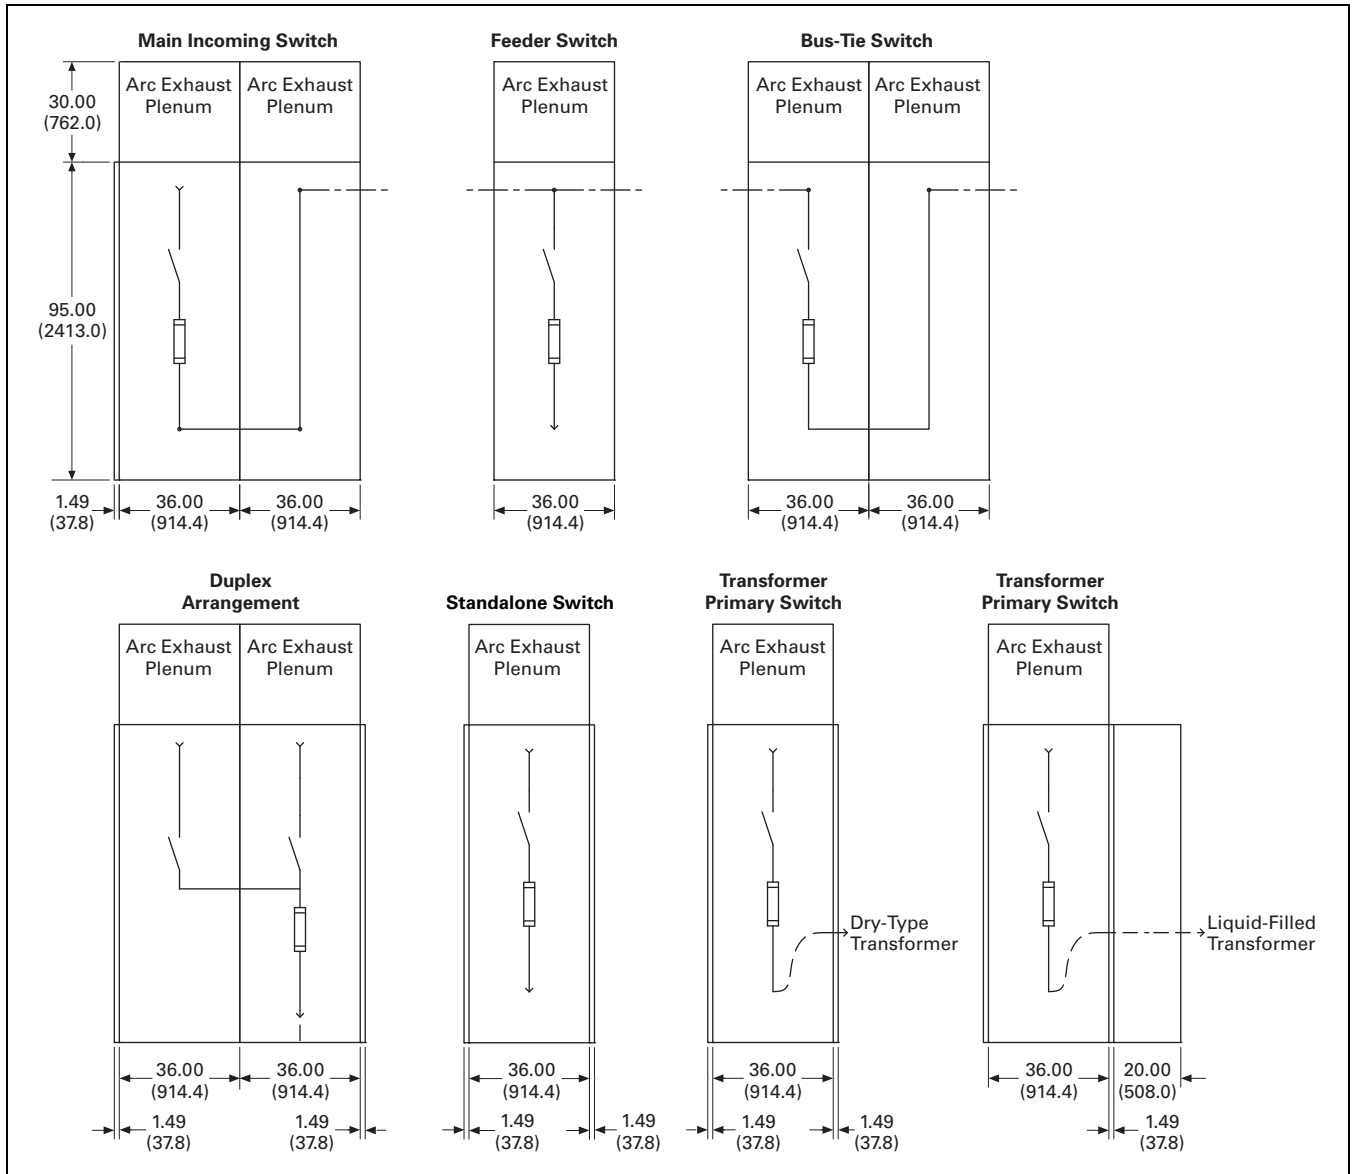 Main Incoming Switch
Feeder Switch
Bus-Tie Switch
Arc Exhaust
Plenum
Arc Exhaust
Plenum
Arc Exhaust
Plenum
Arc Exhaust
Plenum
Arc Exhaust
Plenum
30.00
(762.0)
95.00
(2413.0)
1.49
(37.8)
36.00
(914.4)
36.00
(914.4)
36.00
(914.4)
36.00
(914.4)
36.00
(914.4)
Duplex
Arrangement
Standalone Switch
Transformer
Primary Switch
Transformer
Primary Switch
Arc Exhaust
Plenum
Arc Exhaust
Plenum
Arc Exhaust
Plenum
Arc Exhaust
Plenum
Arc Exhaust
Plenum
Dry-Type
Transformer
Liquid-Filled
Transformer
36.00
(914.4)
36.00
(914.4)
36.00
(914.4)
36.00
(914.4)
36.00
(914.4)
20.00
(508.0)
1.49
(37.8)
1.49
(37.8)
1.49
(37.8)
1.49
(37.8)
1.49
(37.8)
1.49
(37.8)
1.49
(37.8)